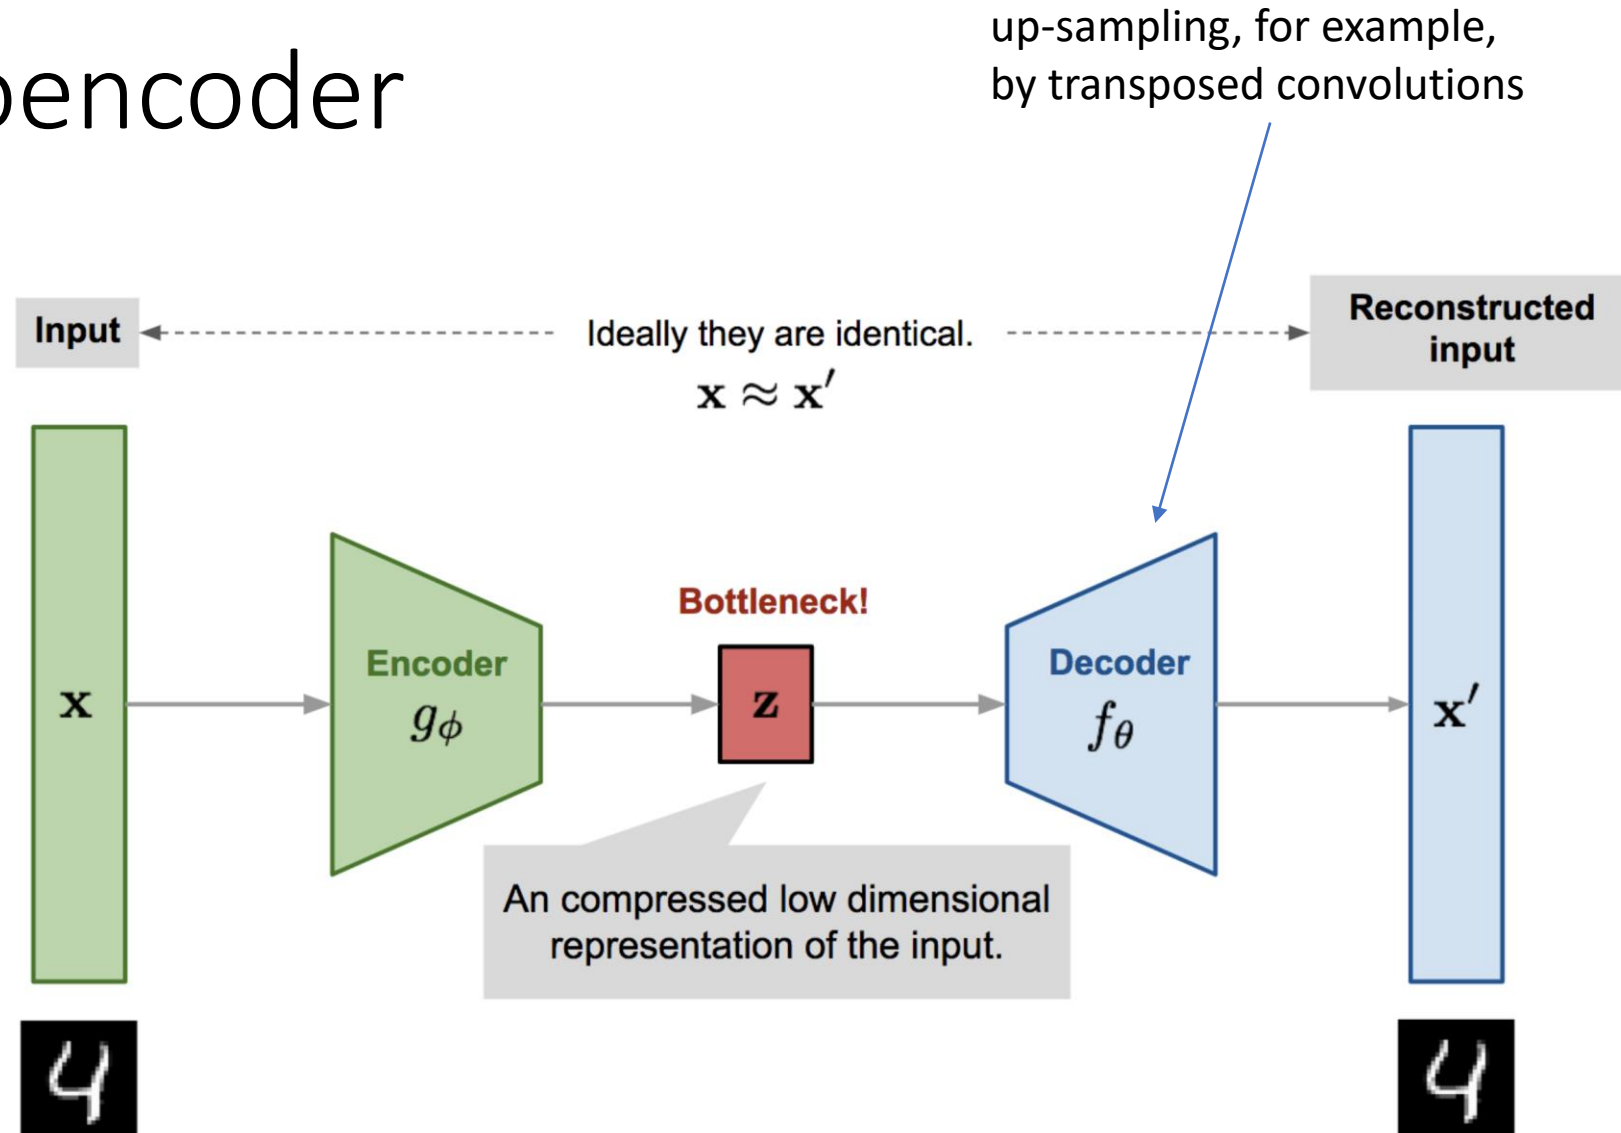 oencoder
up-sampling, for example,
by transposed convolutions
Input
Ideally they are identical.
x ≈ x′
Reconstructed
input
Bottleneck!
x
Encoder
gϕ
z
Decoder
fθ
x′
An compressed low dimensional
representation of the input.
4
4